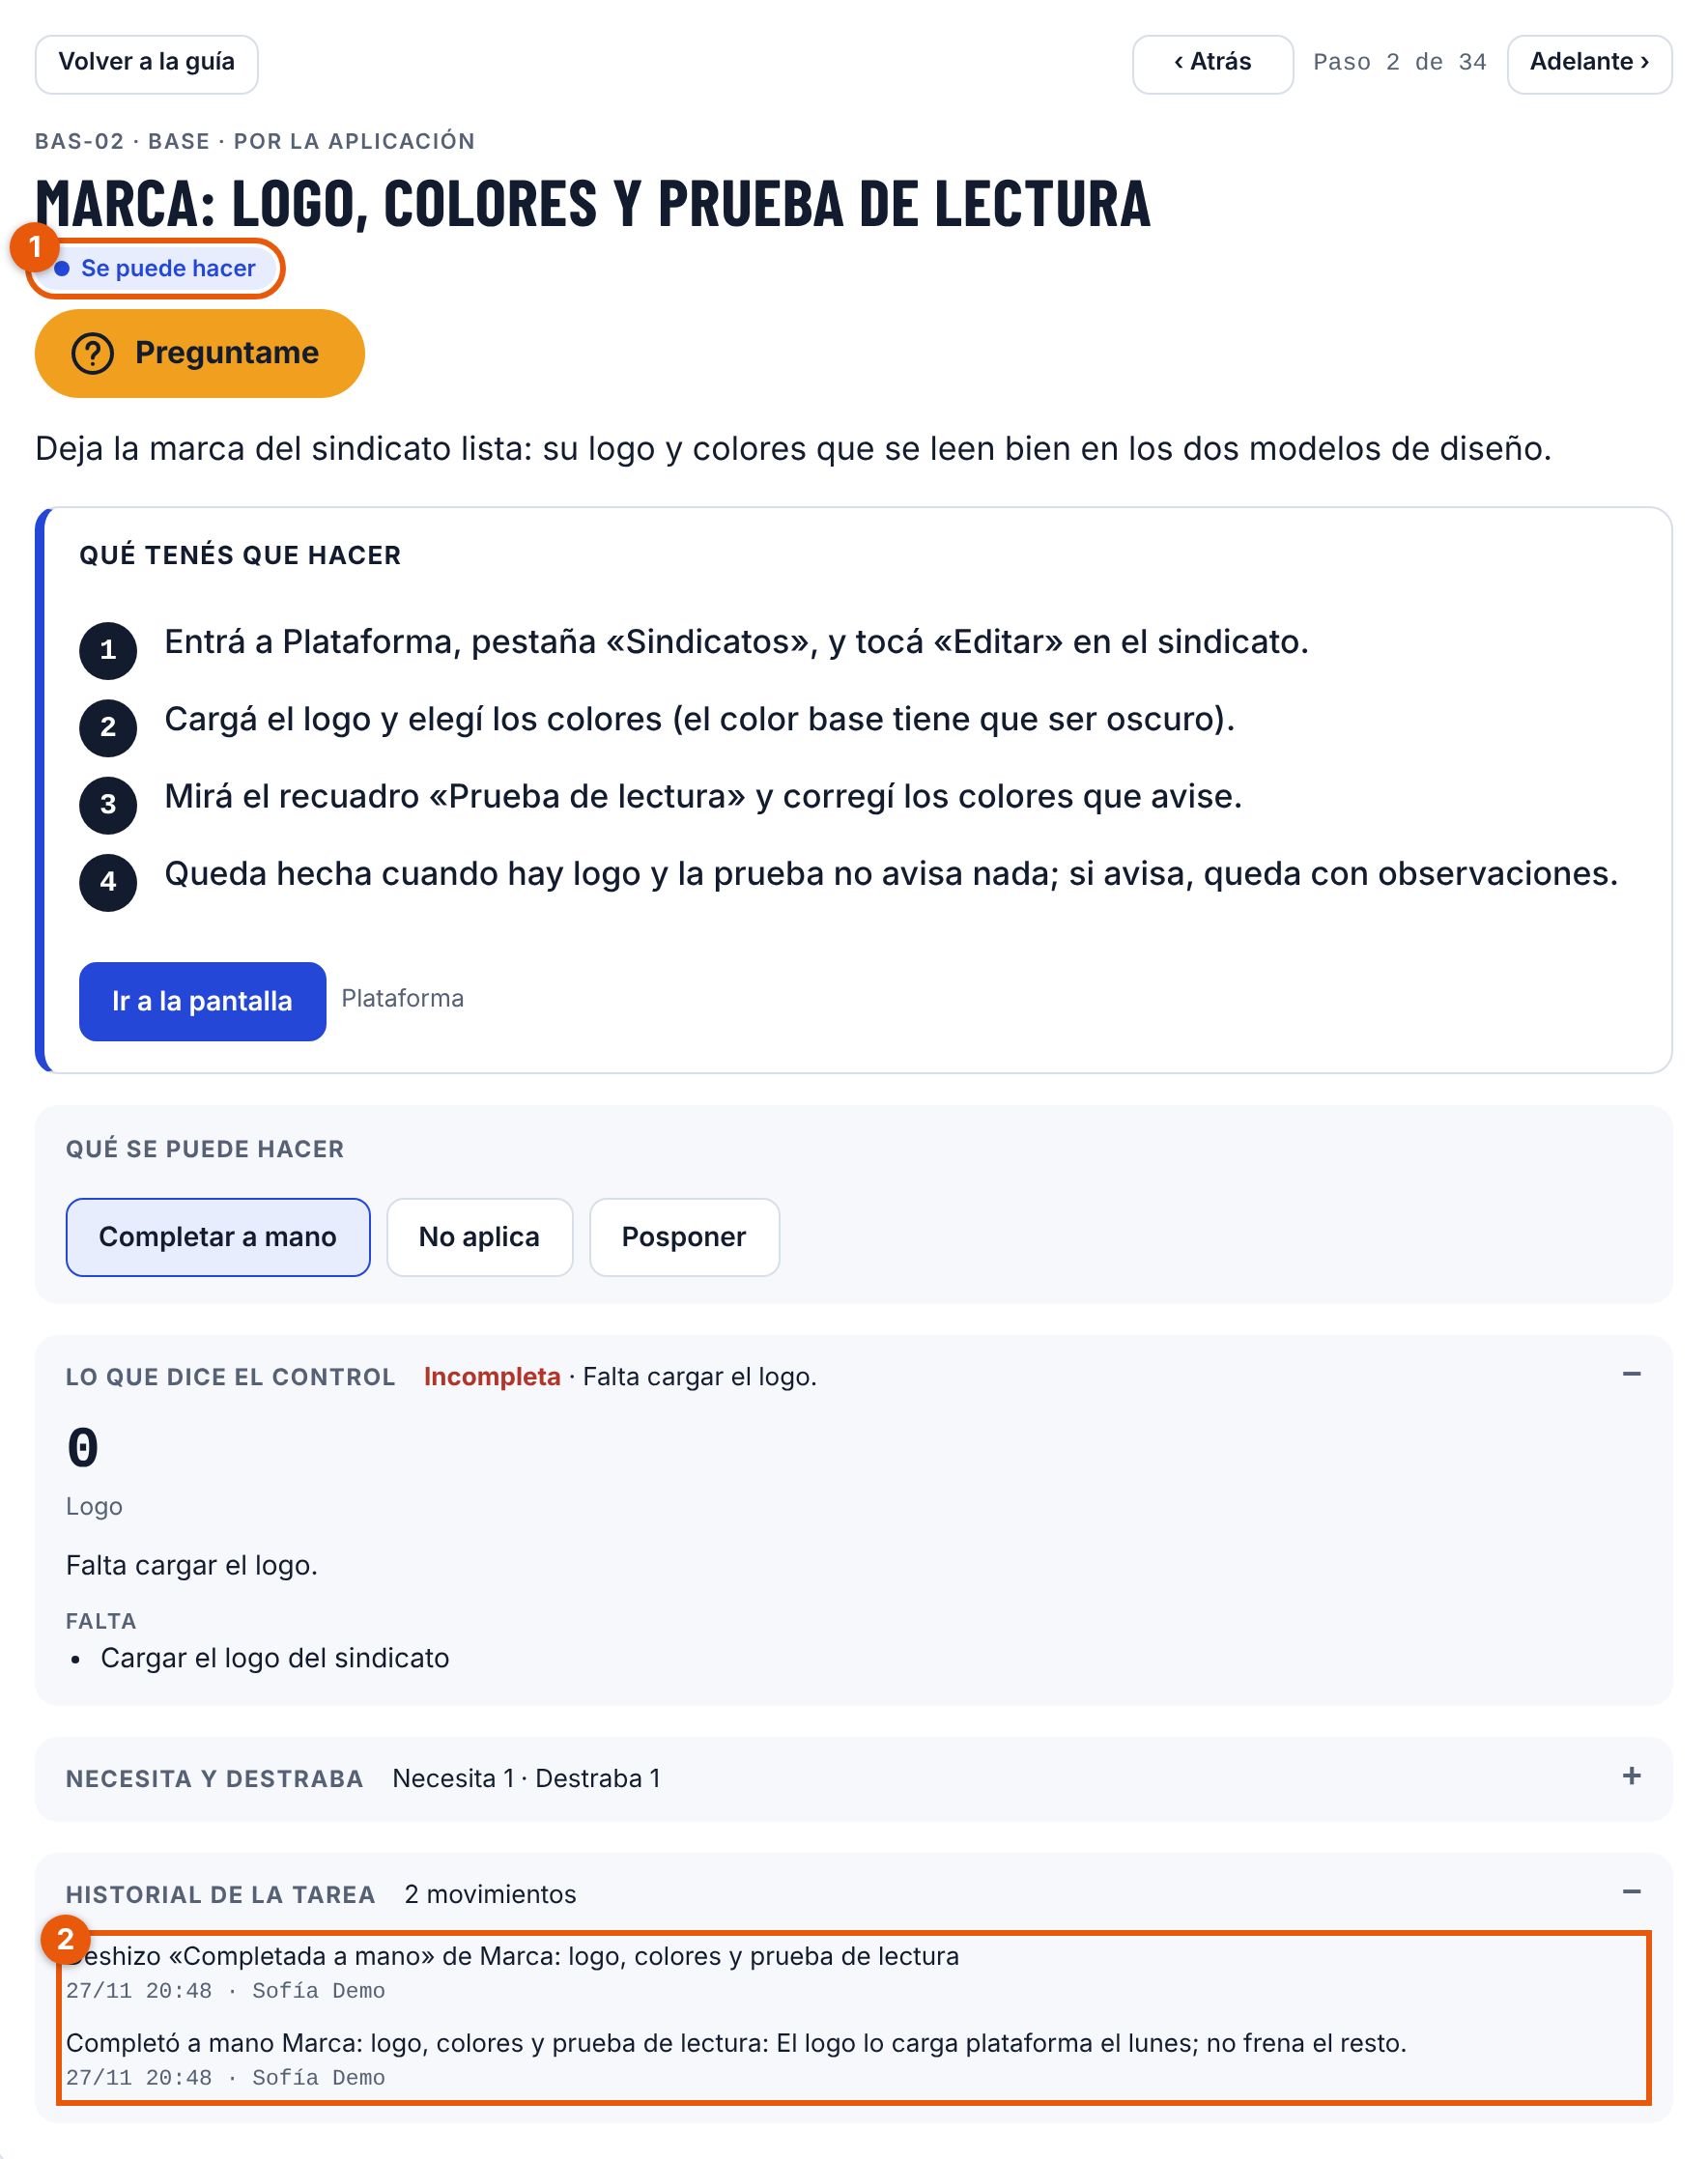 Volver a la guía
‹ Atrás
Paso 2 de 34
Adelante ›
BAS-02 · BASE · POR LA APLICACIÓN
MARCA: LOGO, COLORES Y PRUEBA DE LECTURA
1
Se puede hacer
? Preguntame
Deja la marca del sindicato lista: su logo y colores que se leen bien en los dos modelos de diseño.
QUÉ TENÉS QUE HACER
1 Entrá a Plataforma, pestaña «Sindicatos», y tocá «Editar» en el sindicato.
2 Cargá el logo y elegí los colores (el color base tiene que ser oscuro).
3 Mirá el recuadro «Prueba de lectura» y corregí los colores que avise.
4 Queda hecha cuando hay logo y la prueba no avisa nada; si avisa, queda con observaciones.
Ir a la pantalla Plataforma
QUÉ SE PUEDE HACER
Completar a mano
No aplica
Posponer
LO QUE DICE EL CONTROL Incompleta · Falta cargar el logo. −
0
Logo
Falta cargar el logo.
FALTA
• Cargar el logo del sindicato
NECESITA Y DESTRABA Necesita 1 · Destraba 1 +
HISTORIAL DE LA TAREA 2 movimientos −
2
Deshizo «Completada a mano» de Marca: logo, colores y prueba de lectura
27/11 20:48 · Sofía Demo
Completó a mano Marca: logo, colores y prueba de lectura: El logo lo carga plataforma el lunes; no frena el resto.
27/11 20:48 · Sofía Demo